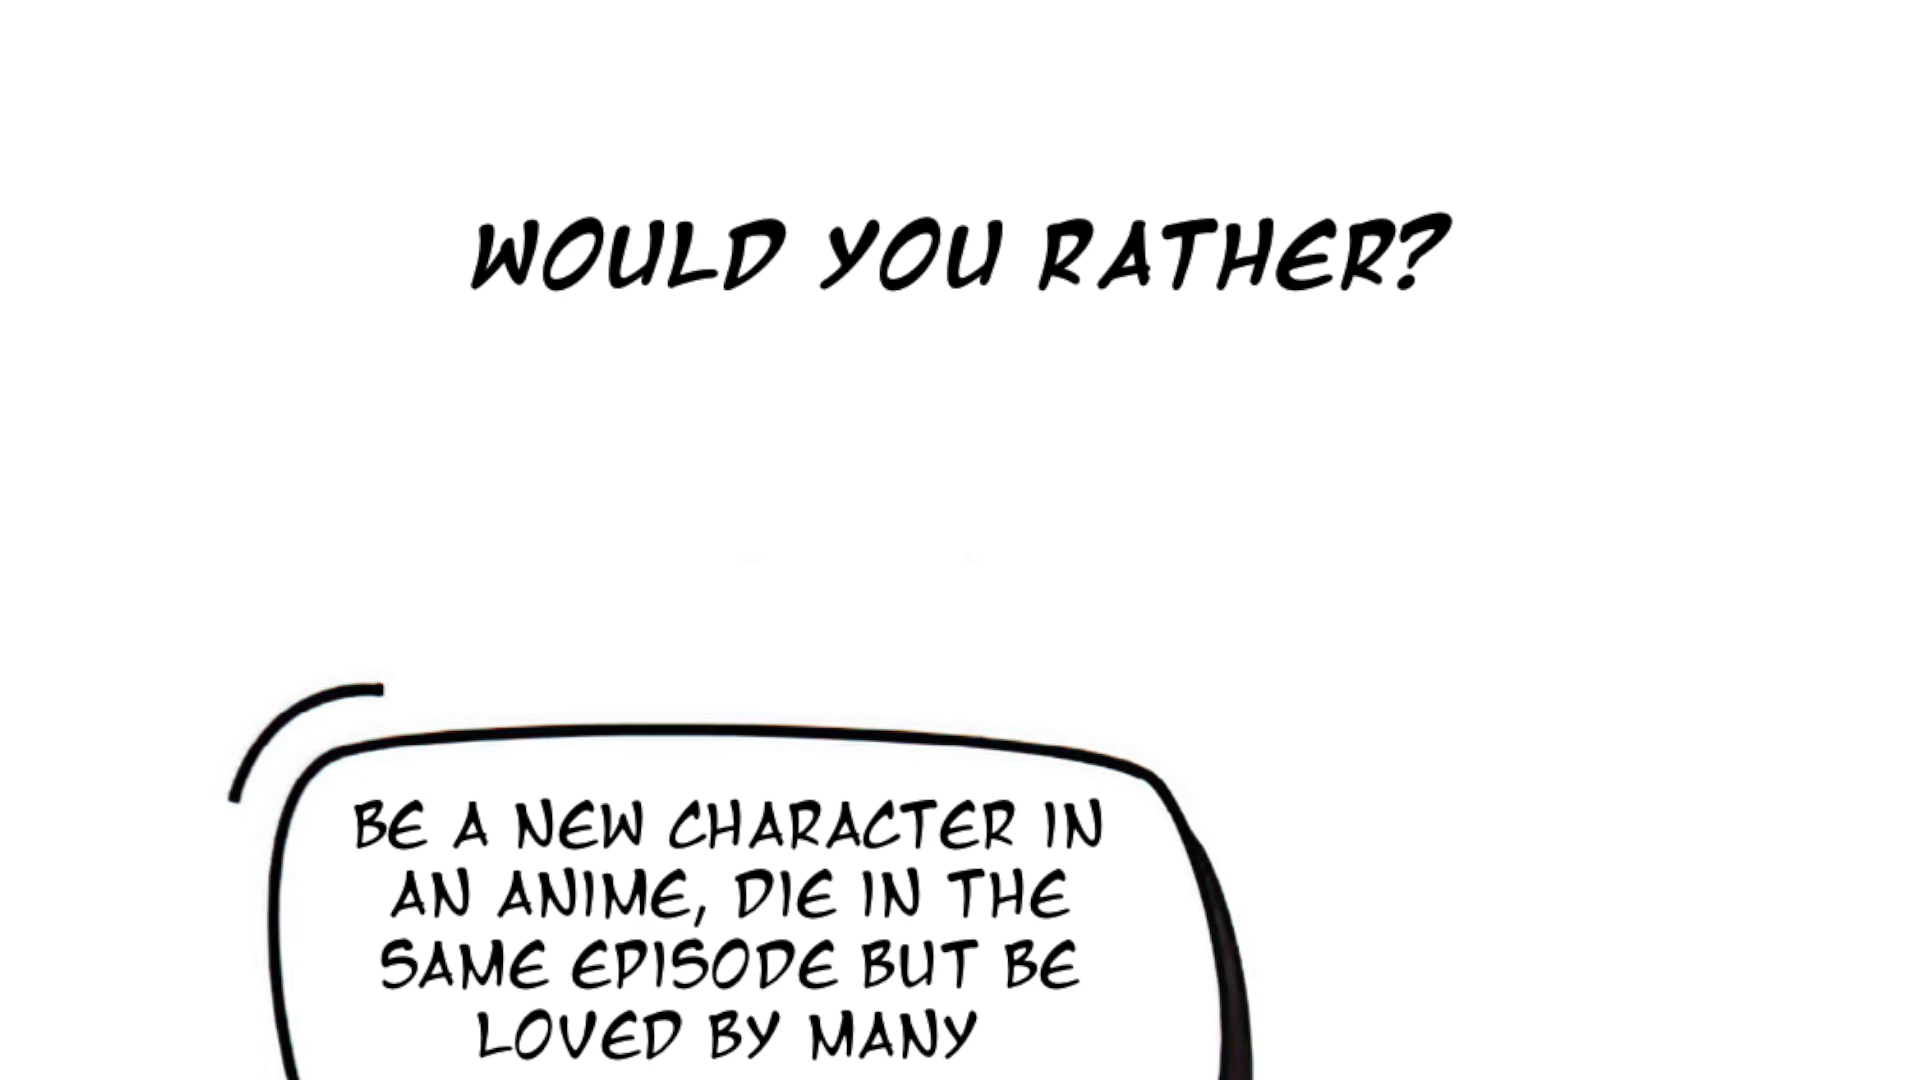 WOULD YOU RATHER?
BE A NEW CHARACTER IN
AN ANIME, DIE IN THE
SAME EPISODE BUT BE
LOVED BY MANY